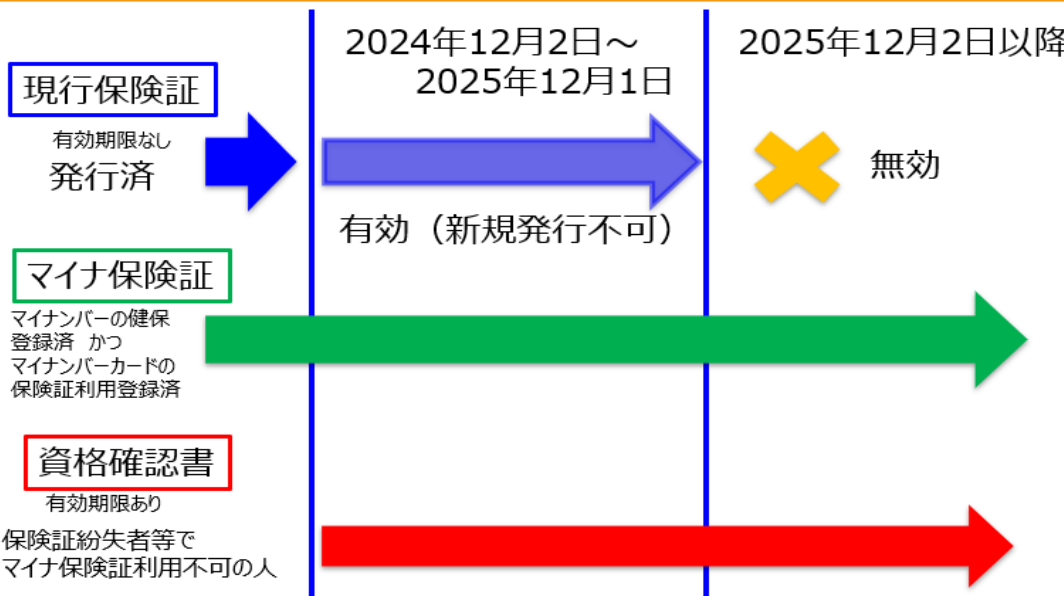 2024年12月2日～
2025年12月1日
2025年12月2日以降
現行保険証
有効期限なし
発行済
有効（新規発行不可）
無効
マイナ保険証
マイナンバーの健保
登録済 かつ
マイナンバーカードの
保険証利用登録済
資格確認書
有効期限あり
保険証紛失者等で
マイナ保険証利用不可の人